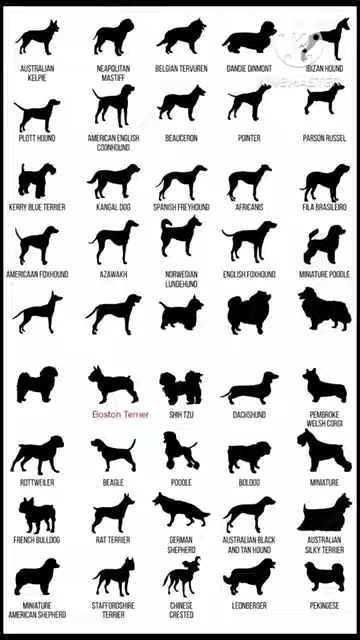 AUSTRALIAN
KELPIE
NEAPOLITAN
MASTIFF
BELGIAN TERVUREN
DANDIE DINMONT
IBIZAN HOUND
KINEMASTER
PLOTT HOUND
AMERICAN ENGLISH
COONHOUND
BEAUCERON
POINTER
PARSON RUSSEL
KERRY BLUE TERRIER
KANGAL DOG
SPANISH FREYHOUND
AFRICANIS
FILA BRASILEIRO
AMERICAAN FOXHOUND
AZAWAKH
NORWEGIAN
LUNDEHUND
ENGLISH FOXHOUND
MINIATURE POODLE
Boston Terrier
SHIH TZU
DACHSHUND
PEMBROKE
WELSH CORGI
ROTTWEILER
BEAGLE
POODLE
BOLDOG
MINIATURE
FRENCH BULLDOG
RAT TERRIER
GERMAN
SHEPHERD
AUSTRALIAN BLACK
AND TAN HOUND
AUSTRALIAN
SILKY TERRIER
MINIATURE
AMERICAN SHEPHERD
STAFFORDSHIRE
TERRIER
CHINESE
CRESTED
LEONBERGER
PEKINGESE